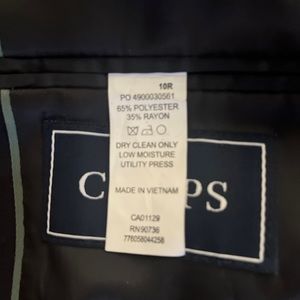 10R
PO 4900030561
65% POLYESTER
35% RAYON
DRY CLEAN ONLY
LOW MOISTURE
UTILITY PRESS
C PS
MADE IN VIETNAM
CA01129
RN 90736
776058044258